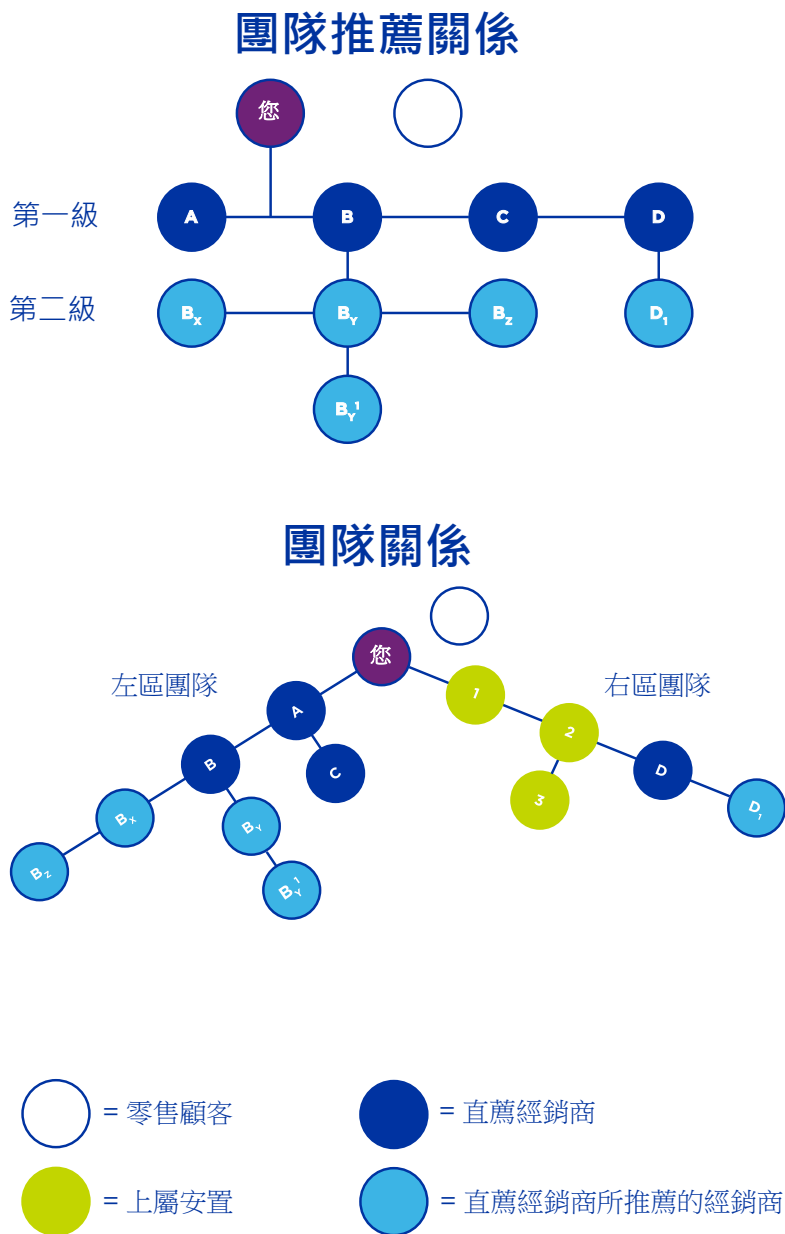 團隊推薦關係
您
第一級 A B C D
第二級 Bx BY Bz D1
BY1
團隊關係
您
左區團隊 右區團隊
A 1
B C 2 D
Bx BY 3 D1
Bz BY1
= 零售顧客 = 直薦經銷商
= 上屬安置 = 直薦經銷商所推薦的經銷商